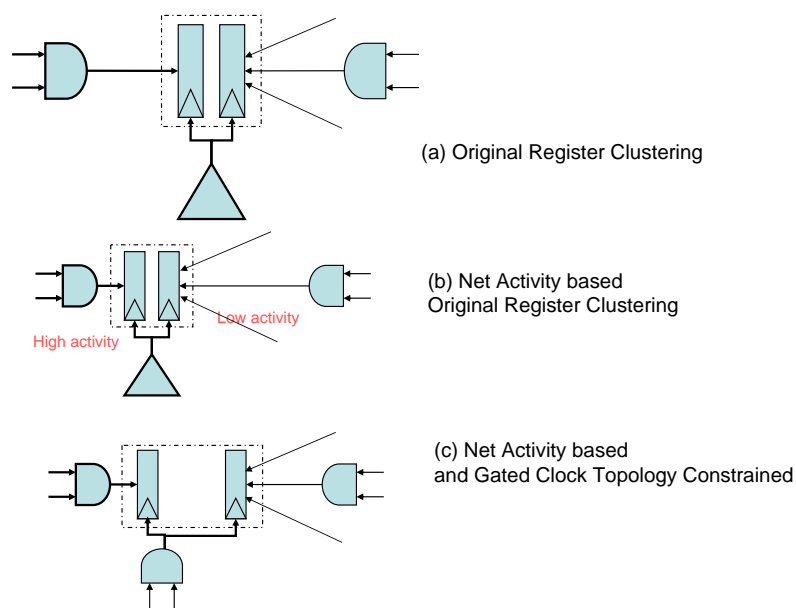 (a) Original Register Clustering
(b) Net Activity based
Original Register Clustering
Low activity
High activity
(c) Net Activity based
and Gated Clock Topology Constrained